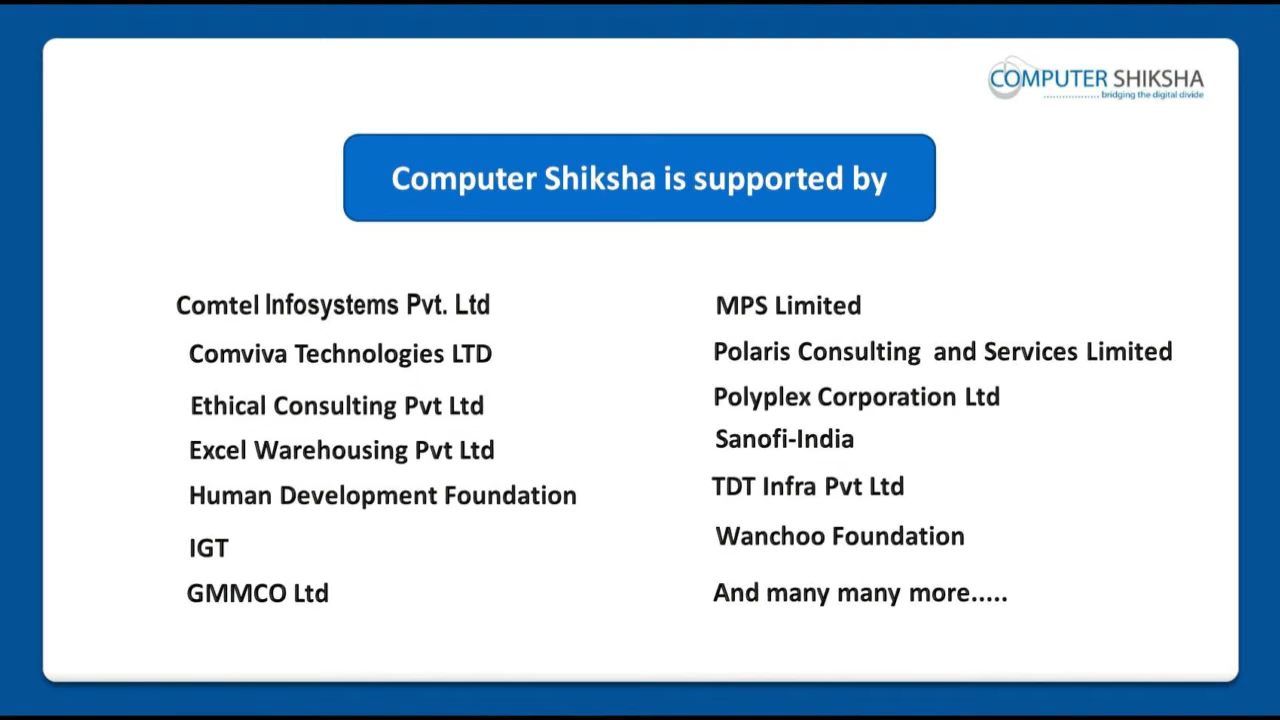 COMPUTER SHIKSHA
bridging the digital divide
Computer Shiksha is supported by
Comtel Infosystems Pvt. Ltd
Comviva Technologies LTD
Ethical Consulting Pvt Ltd
Excel Warehousing Pvt Ltd
Human Development Foundation
IGT
GMMCO Ltd
MPS Limited
Polaris Consulting and Services Limited
Polyplex Corporation Ltd
Sanofi-India
TDT Infra Pvt Ltd
Wanchoo Foundation
And many many more.....